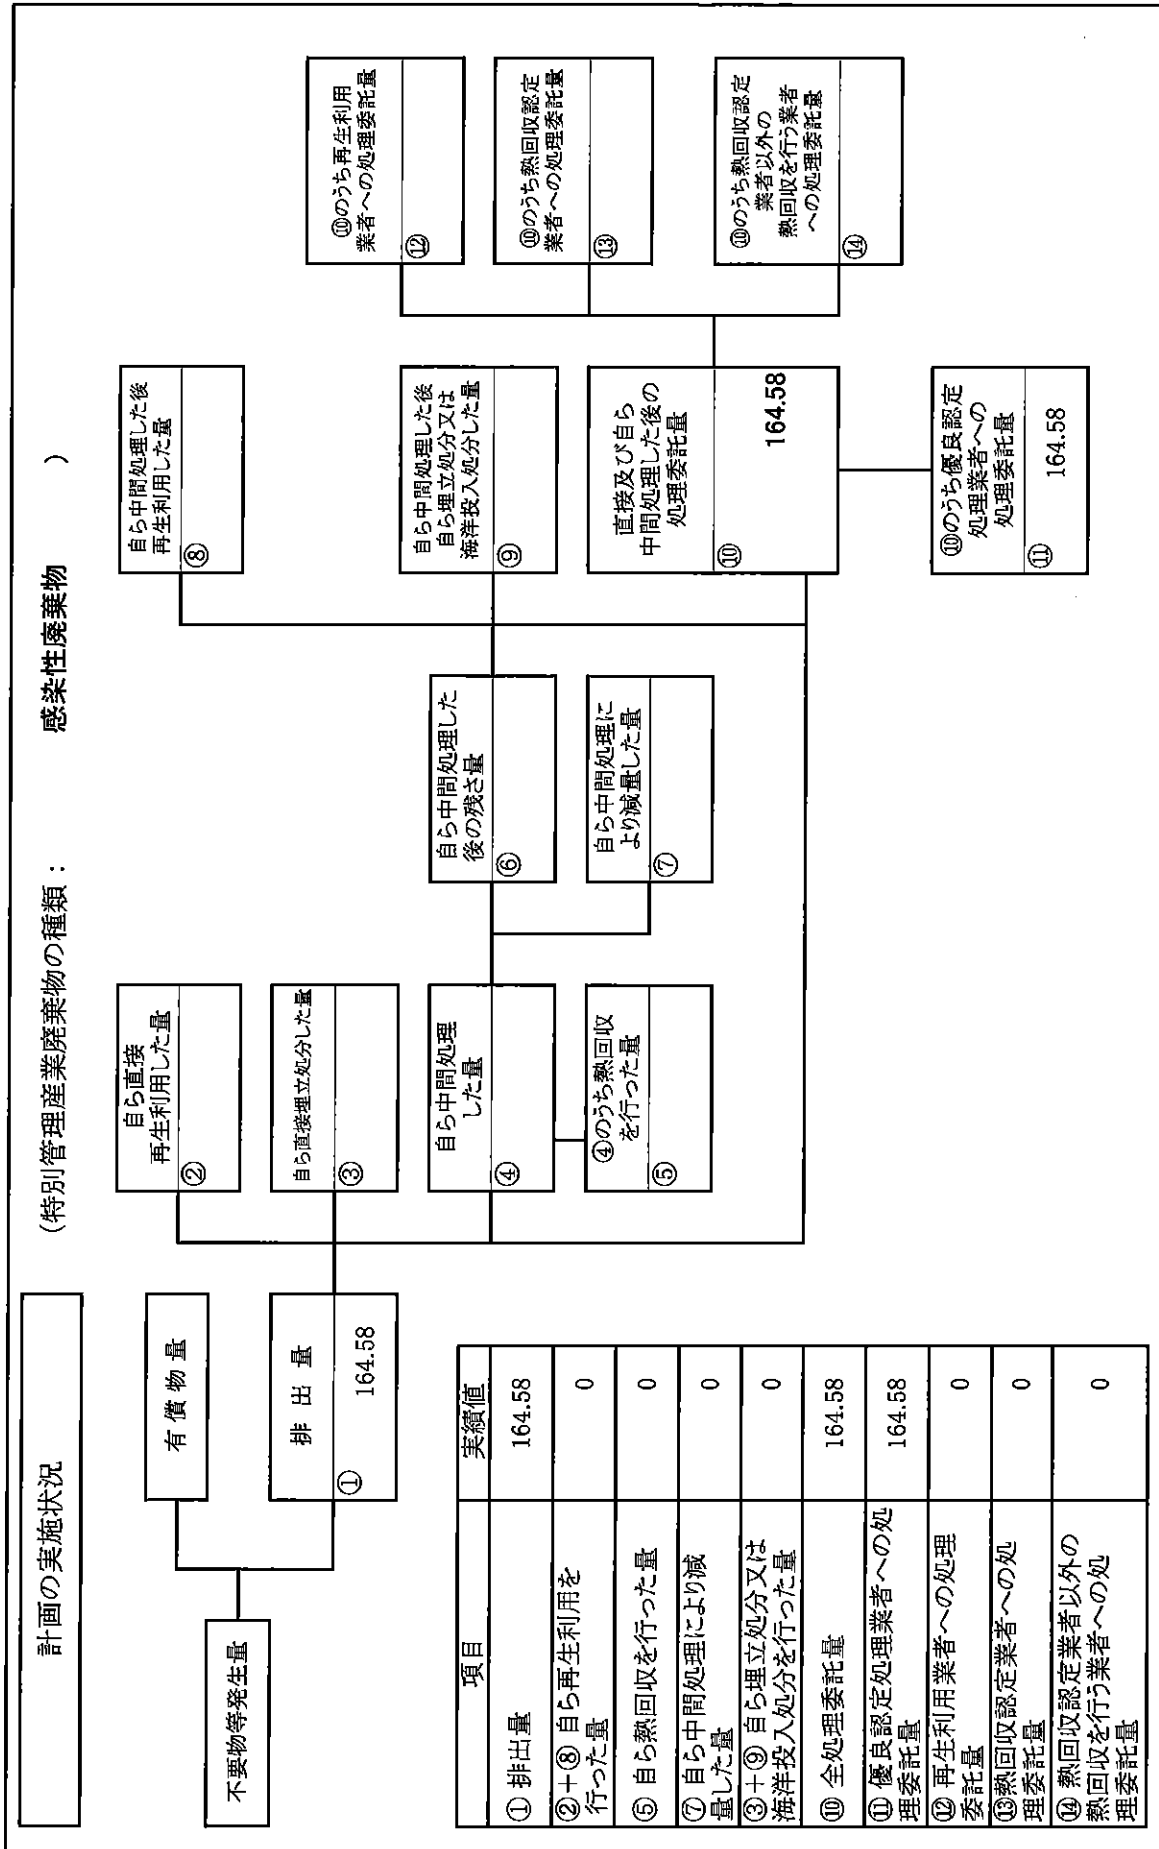 計画の実施状況
(特別管理産業廃棄物の種類： 感染性廃棄物 )
不要物等発生量
有償物量
排出量
① 164.58
自ら直接
再生利用した量
②
自ら直接埋立処分した量
③
自ら中間処理
した量
④
④のうち熱回収
を行った量
⑤
自ら中間処理した
後の残さ量
⑥
自ら中間処理に
より減量した量
⑦
自ら中間処理した後
再生利用した量
⑧
自ら中間処理した後
自ら埋立処分又は
海洋投入処分した量
⑨
直接及び自ら
中間処理した後の
処理委託量
⑩ 164.58
⑩のうち優良認定
処理業者への
処理委託量
⑪ 164.58
⑩のうち再生利用
業者への処理委託量
⑫
⑩のうち熱回収認定
業者への処理委託量
⑬
⑩のうち熱回収認定
業者以外の
熱回収を行う業者
への処理委託量
⑭
項目 実績値
① 排出量 164.58
②＋⑧ 自ら再生利用を
行った量 0
⑤ 自ら熱回収を行った量 0
⑦ 自ら中間処理により減
量した量 0
③＋⑨ 自ら埋立処分又は
海洋投入処分を行った量 0
⑩ 全処理委託量 164.58
⑪ 優良認定処理業者への処
理委託量 164.58
⑫ 再生利用業者への処理
委託量 0
⑬熱回収認定業者への処
理委託量 0
⑭ 熱回収認定業者以外の
熱回収を行う業者への処
理委託量 0